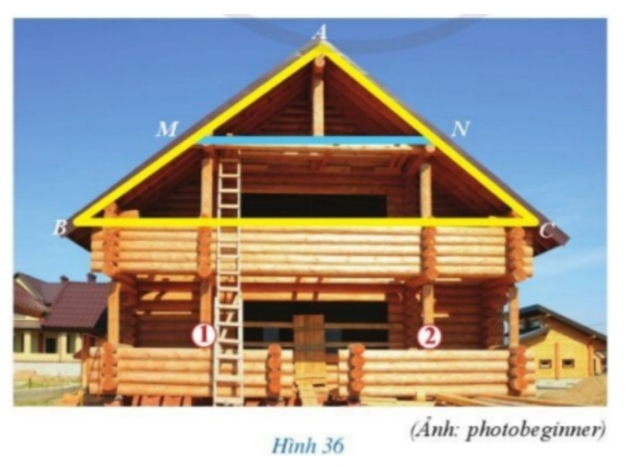 A
M N
B C
1 2
(Ảnh: photobeginner)
Hình 36